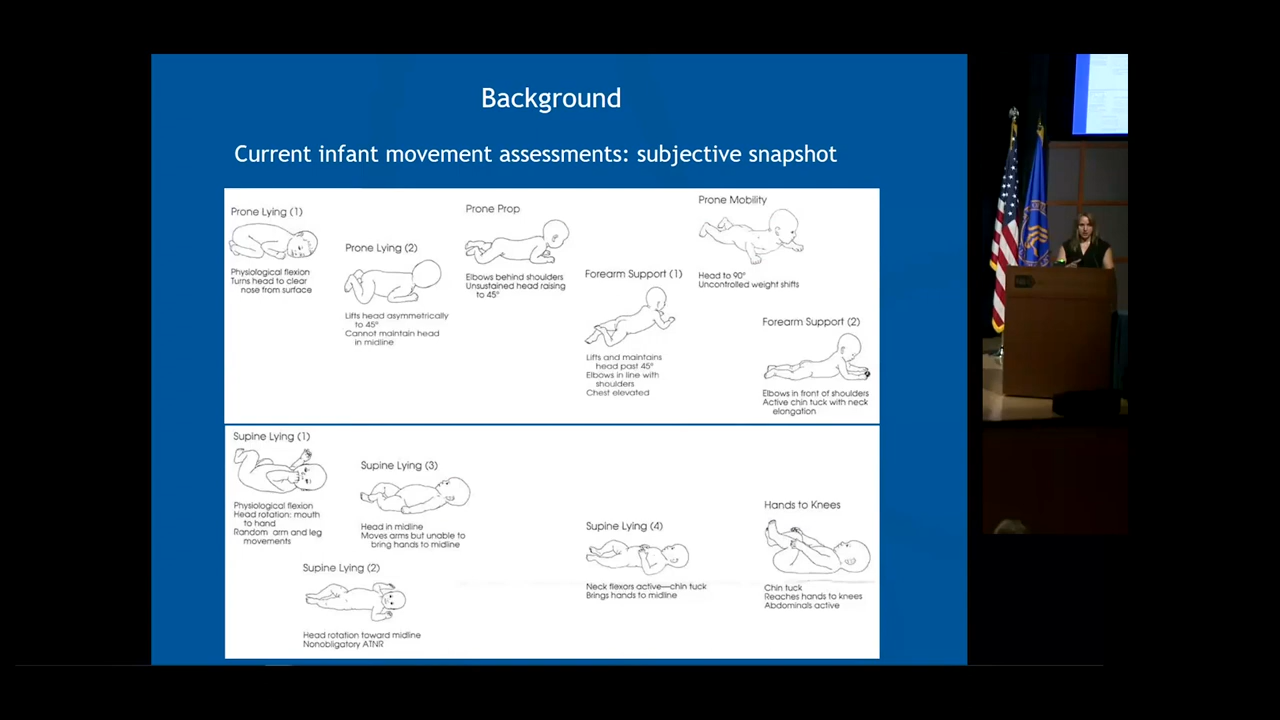 Background
Current infant movement assessments: subjective snapshot
Prone Lying (1)
Physiological flexion
Turns head to clear
nose from surface
Prone Lying (2)
Lifts head asymmetrically
to 45°
Cannot maintain head
in midline
Prone Prop
Elbows behind shoulders
Unsustained head raising
to 45°
Forearm Support (1)
Lifts and maintains
head past 45°
Elbows in line with
shoulders
Chest elevated
Prone Mobility
Head to 90°
Uncontrolled weight shifts
Forearm Support (2)
Elbows in front of shoulders
Active chin tuck with neck
elongation
Supine Lying (1)
Physiological flexion
Head rotation: mouth
to hand
Random arm and leg
movements
Supine Lying (3)
Head in midline
Moves arms but unable to
bring hands to midline
Supine Lying (2)
Head rotation toward midline
Nonobligatory ATNR
Supine Lying (4)
Neck flexors active—chin tuck
Brings hands to midline
Hands to Knees
Chin tuck
Reaches hands to knees
Abdominals active